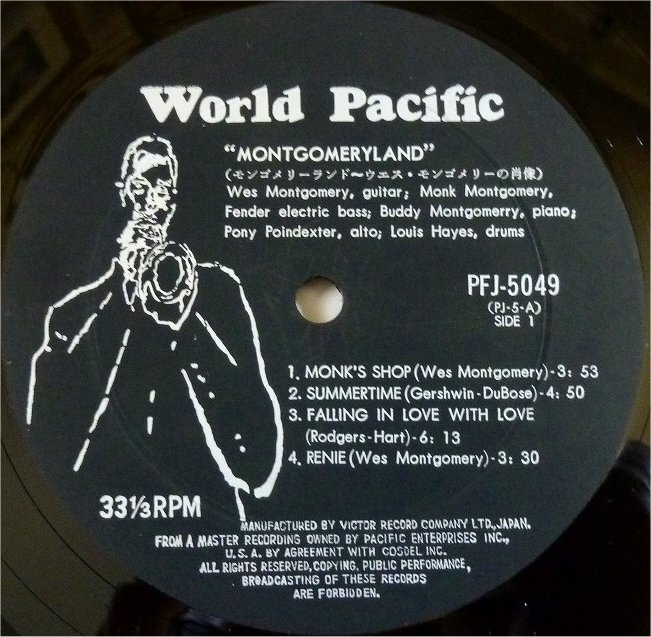 World Pacific
“MONTGOMERYLAND”
(モンゴメリーランド〜ウエス・モンゴメリーの肖像)
Wes Montgomery, guitar; Monk Montgomery,
Fender electric bass; Buddy Montgomerry, piano;
Pony Poindexter, alto; Louis Hayes, drums
PFJ-5049
(PJ-5-A)
SIDE 1
1. MONK'S SHOP (Wes Montgomery)-3: 53
2. SUMMERTIME (Gershwin-DuBose)-4: 50
3. FALLING IN LOVE WITH LOVE
(Rodgers-Hart)-6: 13
4. RENIE (Wes Montgomery)-3: 30
33⅓RPM
MANUFACTURED BY VICTOR RECORD COMPANY LTD., JAPAN.
FROM A MASTER RECORDING OWNED BY PACIFIC ENTERPRISES INC.,
U.S.A. BY AGREEMENT WITH COSDEL INC.
ALL RIGHTS RESERVED, COPYING, PUBLIC PERFORMANCE,
BROADCASTING OF THESE RECORDS
ARE FORBIDDEN.